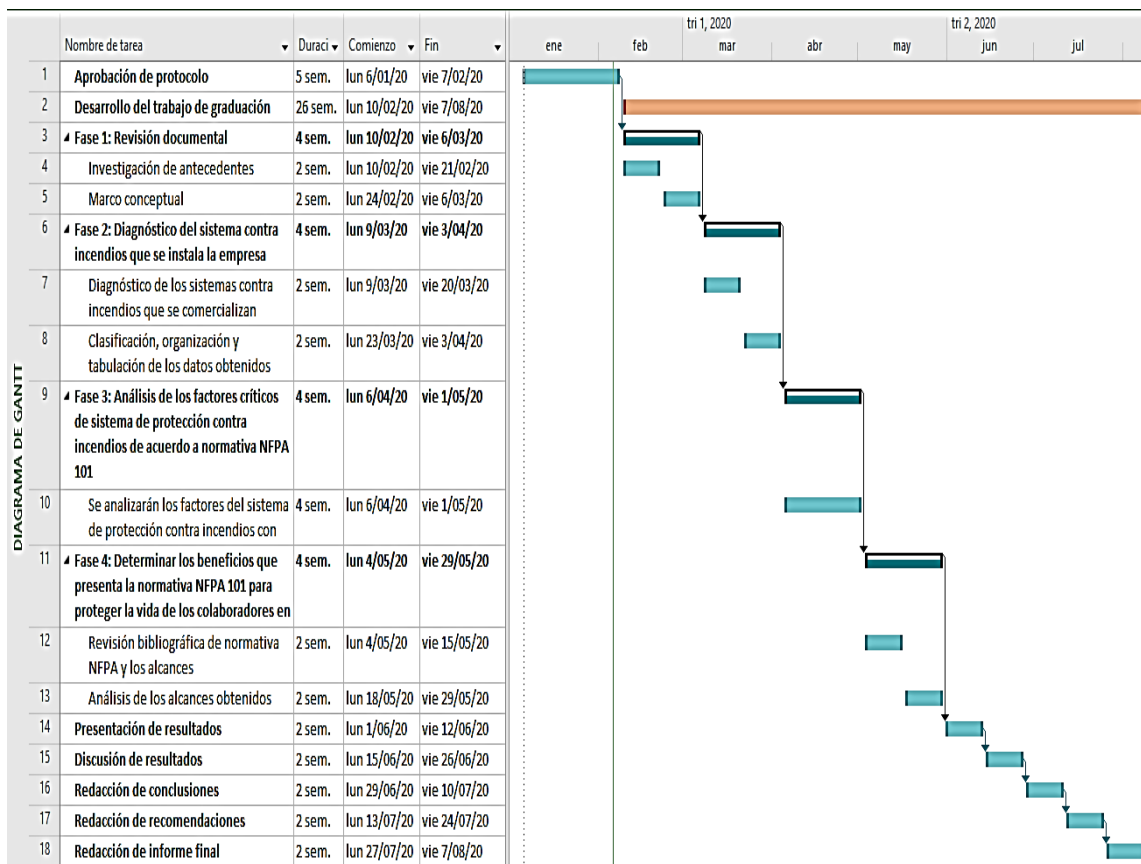 tri 1, 2020 tri 2, 2020
Nombre de tarea Duraci Comienzo Fin ene feb mar abr may jun jul
1 Aprobación de protocolo 5 sem. lun 6/01/20 vie 7/02/20
2 Desarrollo del trabajo de graduación 26 sem. lun 10/02/20 vie 7/08/20
3 Fase 1: Revisión documental 4 sem. lun 10/02/20 vie 6/03/20
4 Investigación de antecedentes 2 sem. lun 10/02/20 vie 21/02/20
5 Marco conceptual 2 sem. lun 24/02/20 vie 6/03/20
6 Fase 2: Diagnóstico del sistema contra 4 sem. lun 9/03/20 vie 3/04/20
incendios que se instala la empresa
7 Diagnóstico de los sistemas contra 2 sem. lun 9/03/20 vie 20/03/20
incendios que se comercializan
8 Clasificación, organización y 2 sem. lun 23/03/20 vie 3/04/20
tabulación de los datos obtenidos
9 Fase 3: Análisis de los factores críticos 4 sem. lun 6/04/20 vie 1/05/20
de sistema de protección contra
incendios de acuerdo a normativa NFPA
101
10 Se analizarán los factores del sistema 4 sem. lun 6/04/20 vie 1/05/20
de protección contra incendios con
11 Fase 4: Determinar los beneficios que 4 sem. lun 4/05/20 vie 29/05/20
presenta la normativa NFPA 101 para
proteger la vida de los colaboradores en
12 Revisión bibliográfica de normativa 2 sem. lun 4/05/20 vie 15/05/20
NFPA y los alcances
13 Análisis de los alcances obtenidos 2 sem. lun 18/05/20 vie 29/05/20
14 Presentación de resultados 2 sem. lun 1/06/20 vie 12/06/20
15 Discusión de resultados 2 sem. lun 15/06/20 vie 26/06/20
16 Redacción de conclusiones 2 sem. lun 29/06/20 vie 10/07/20
17 Redacción de recomendaciones 2 sem. lun 13/07/20 vie 24/07/20
18 Redacción de informe final 2 sem. lun 27/07/20 vie 7/08/20
DIAGRAMA DE GANTT